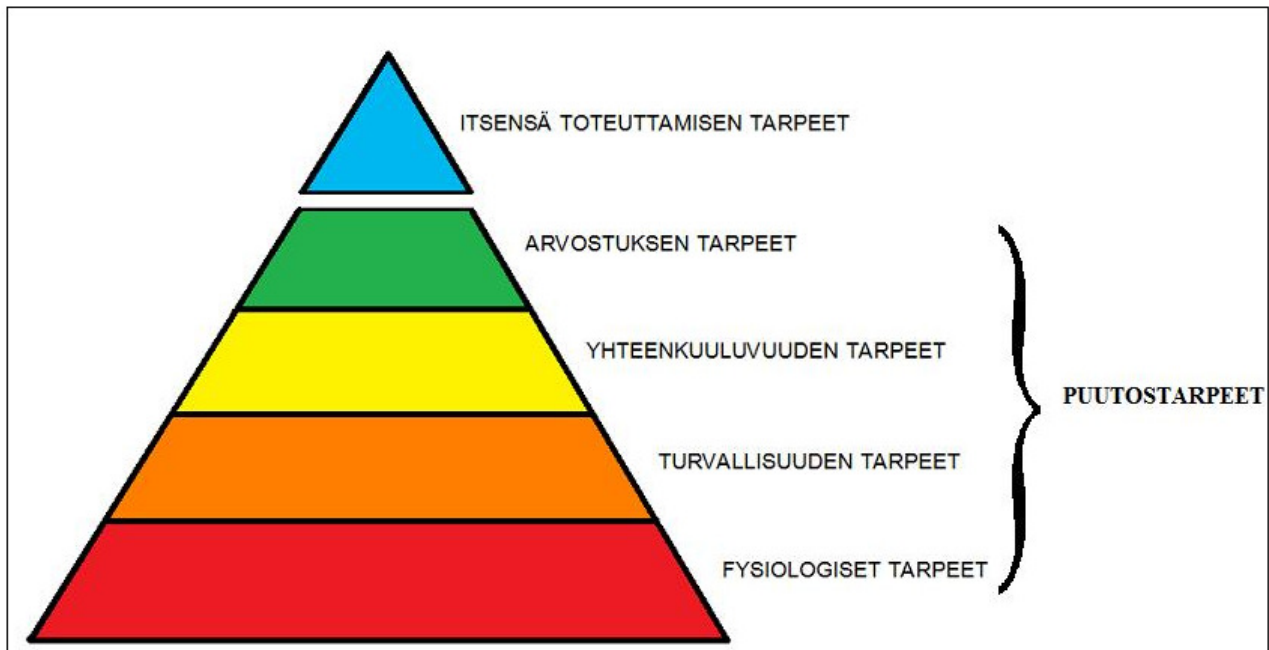 ITSENSÄ TOTEUTTAMISEN TARPEET
ARVOSTUKSEN TARPEET
YHTEENKUULUVUUDEN TARPEET
PUUTOSTARPEET
TURVALLISUUDEN TARPEET
FYSIOLOGISET TARPEET